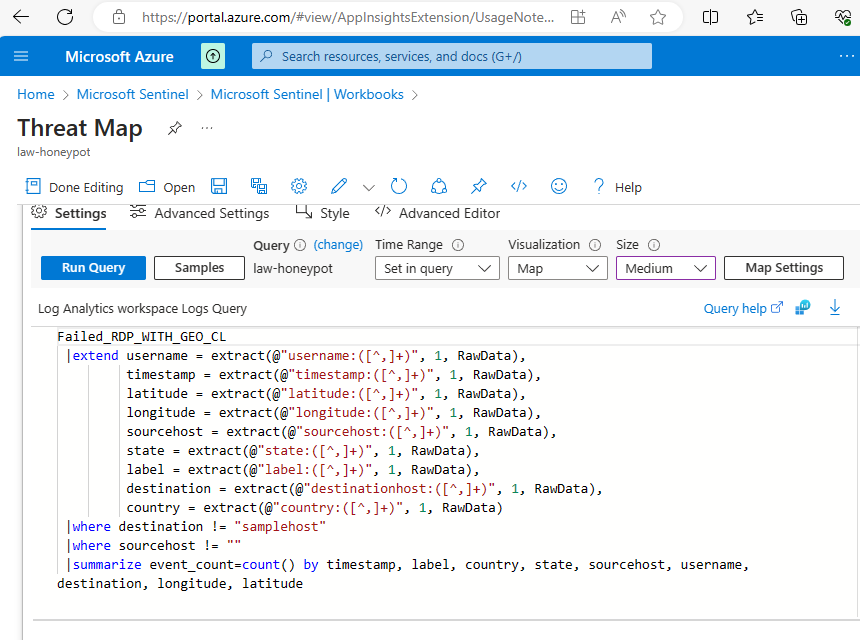 https://portal.azure.com/#view/AppInsightsExtension/UsageNote...
Microsoft Azure
Search resources, services, and docs (G+/)
Home > Microsoft Sentinel > Microsoft Sentinel | Workbooks >
Threat Map
law-honeypot
Done Editing Open Help
Settings Advanced Settings Style Advanced Editor
Query (change) Time Range Visualization Size
Run Query Samples law-honeypot Set in query Map Medium Map Settings
Log Analytics workspace Logs Query Query help
Failed_RDP_WITH_GEO_CL
|extend username = extract(@"username:([^,]+)", 1, RawData),
timestamp = extract(@"timestamp:([^,]+)", 1, RawData),
latitude = extract(@"latitude:([^,]+)", 1, RawData),
longitude = extract(@"longitude:([^,]+)", 1, RawData),
sourcehost = extract(@"sourcehost:([^,]+)", 1, RawData),
state = extract(@"state:([^,]+)", 1, RawData),
label = extract(@"label:([^,]+)", 1, RawData),
destination = extract(@"destinationhost:([^,]+)", 1, RawData),
country = extract(@"country:([^,]+)", 1, RawData)
|where destination != "samplehost"
|where sourcehost != ""
|summarize event_count=count() by timestamp, label, country, state, sourcehost, username,
destination, longitude, latitude